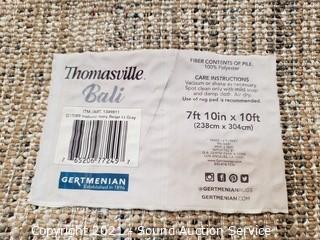 Thomasville
Bali
FIBER CONTENTS OF PILE:
100% Polyester
CARE INSTRUCTIONS
Vacuum or shake as necessary.
Spot clean only with mild soap
and damp cloth. Air dry.
Use of rug pad is recommended.
7ft 10in x 10ft
(238cm x 304cm)
GERTMENIAN
Established in 1896
@GERTMENIANRUGS
GERTMENIAN.COM
Copyright 2021 - Sound Auction Service